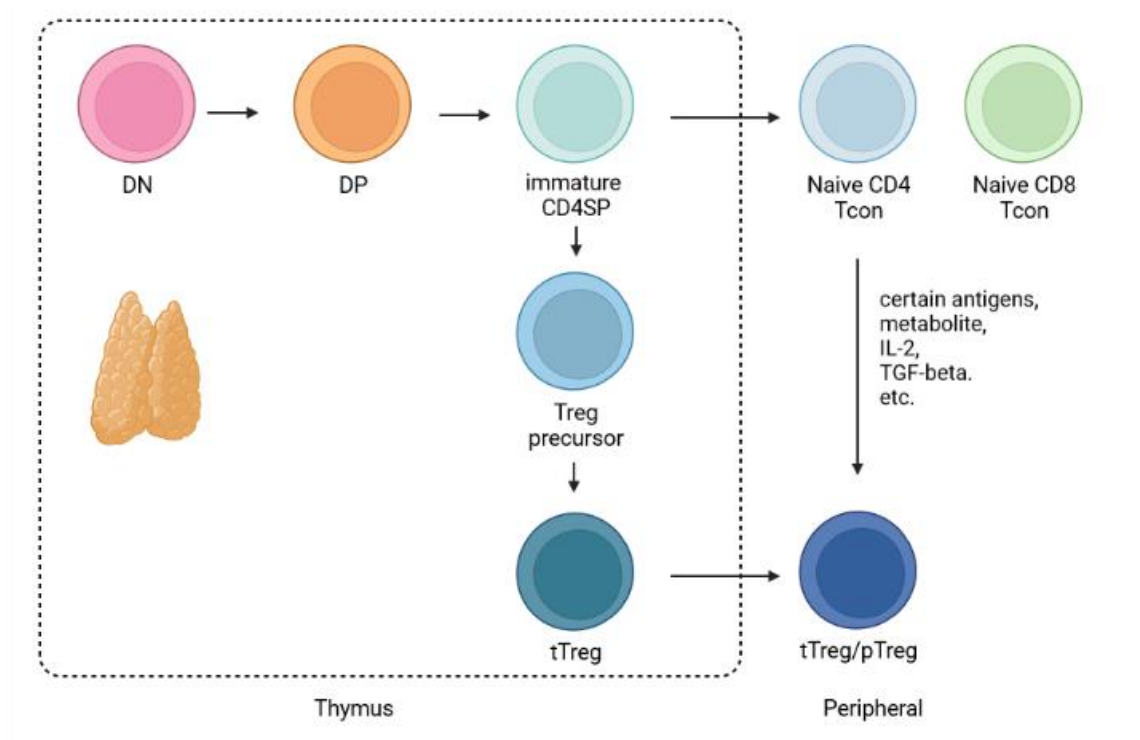 DN
DP
immature
CD4SP
Naive CD4
Tcon
Naive CD8
Tcon
certain antigens,
metabolite,
IL-2,
TGF-beta.
etc.
Treg
precursor
tTreg
tTreg/pTreg
Thymus
Peripheral